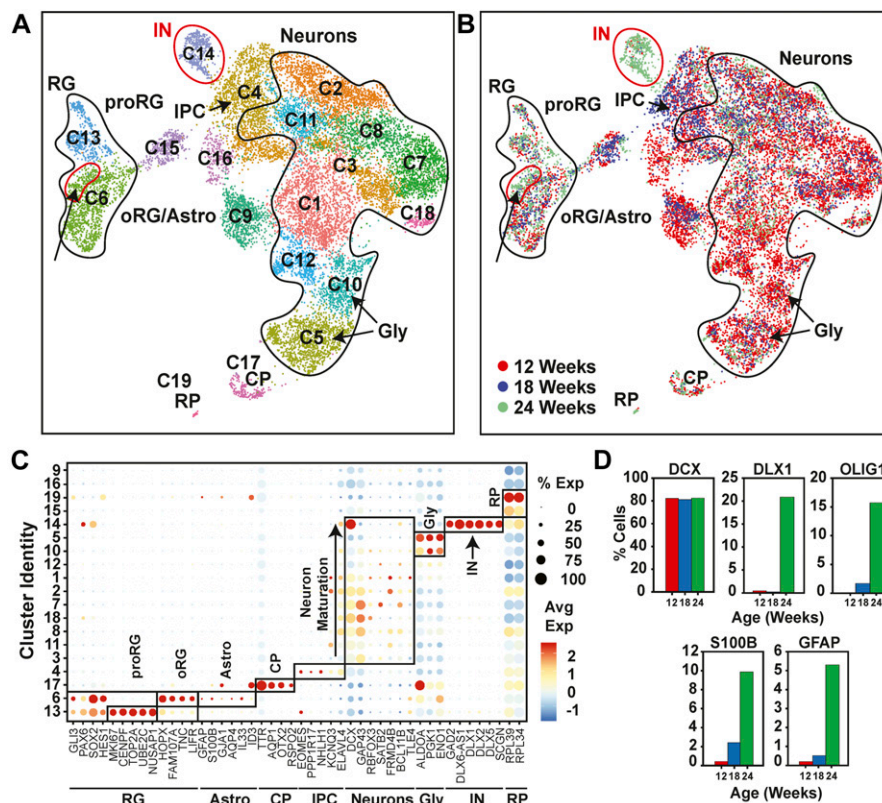 A
IN
C14
Neurons
RG
proRG
IPC
C4
C2
C11
C8
C13
C15
C16
C3
C7
C6
oRG/Astro
C9
C1
C18
C12
C10
Gly
C5
C17
CP
C19
RP
B
IN
Neurons
RG
proRG
IPC
oRG/Astro
Gly
12 Weeks
18 Weeks
24 Weeks
CP
RP
C
Cluster Identity
9
16
19
14
5
10
12
1
2
7
18
8
11
3
4
17
6
13
proRG
oRG
Astro
CP
Neuron
Maturation
Gly
IN
RP
% Exp
0
25
50
75
100
Avg
Exp
2
1
0
-1
GLI3
PAX6
SOX2
HES1
MKI67
CENPF
TOP2A
UBE2C
NUSAP1
HOPX
FAM107A
TNC
LIFR
GFAP
S100B
GJA1
AQP4
IL33
ID3
TTR
AQP1
OTX2
RSPO2
EOMES
PPP1R17
NHLH1
KCNQ3
ELAVL4
DCX
GAP43
RBFOX3
SATB2
FRMD4B
BCL11B
TLE4
ALDOA
PGK1
ENO1
GAD2
DLX6-AS1
DLX1
DLX2
DLX5
SCGN
RPL39
RPL34
RG
Astro
CP
IPC
Neurons
Gly
IN
RP
D
DCX
DLX1
OLIG1
% Cells
100
80
60
40
20
0
25
20
15
10
5
0
20
15
10
5
0
12 18 24
12 18 24
12 18 24
Age (Weeks)
S100B
GFAP
12
10
8
6
4
2
0
6
5
4
3
2
1
0
12 18 24
12 18 24
Age (Weeks)